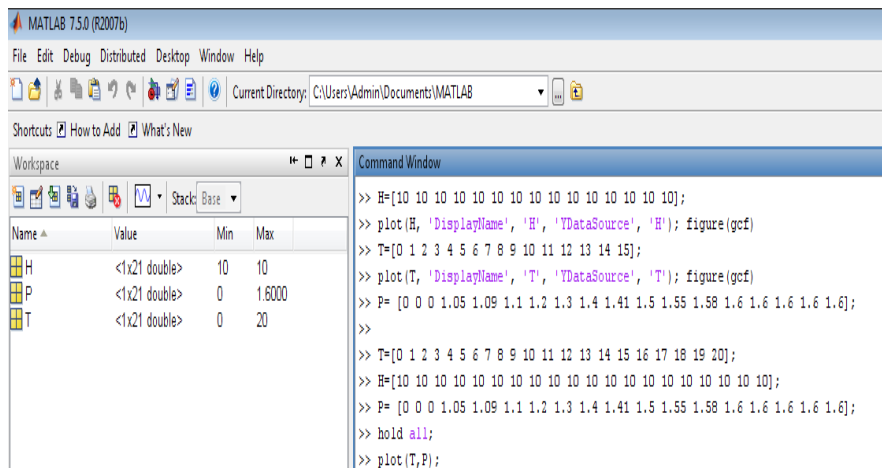 MATLAB 7.5.0 (R2007b)
File Edit Debug Distributed Desktop Window Help
Current Directory: C:\Users\Admin\Documents\MATLAB
Shortcuts How to Add What's New
Workspace
Stack: Base
Name Value Min Max
H <1x21 double> 10 10
P <1x21 double> 0 1.6000
T <1x21 double> 0 20
Command Window
>> H=[10 10 10 10 10 10 10 10 10 10 10 10 10 10 10];
>> plot(H, 'DisplayName', 'H', 'YDataSource', 'H'); figure(gcf)
>> T=[0 1 2 3 4 5 6 7 8 9 10 11 12 13 14 15];
>> plot(T, 'DisplayName', 'T', 'YDataSource', 'T'); figure(gcf)
>> P= [0 0 0 1.05 1.09 1.1 1.2 1.3 1.4 1.41 1.5 1.55 1.58 1.6 1.6 1.6 1.6 1.6];
>>
>> T=[0 1 2 3 4 5 6 7 8 9 10 11 12 13 14 15 16 17 18 19 20];
>> H=[10 10 10 10 10 10 10 10 10 10 10 10 10 10 10 10 10 10 10 10];
>> P= [0 0 0 1.05 1.09 1.1 1.2 1.3 1.4 1.41 1.5 1.55 1.58 1.6 1.6 1.6 1.6 1.6];
>> hold all;
>> plot(T,P);